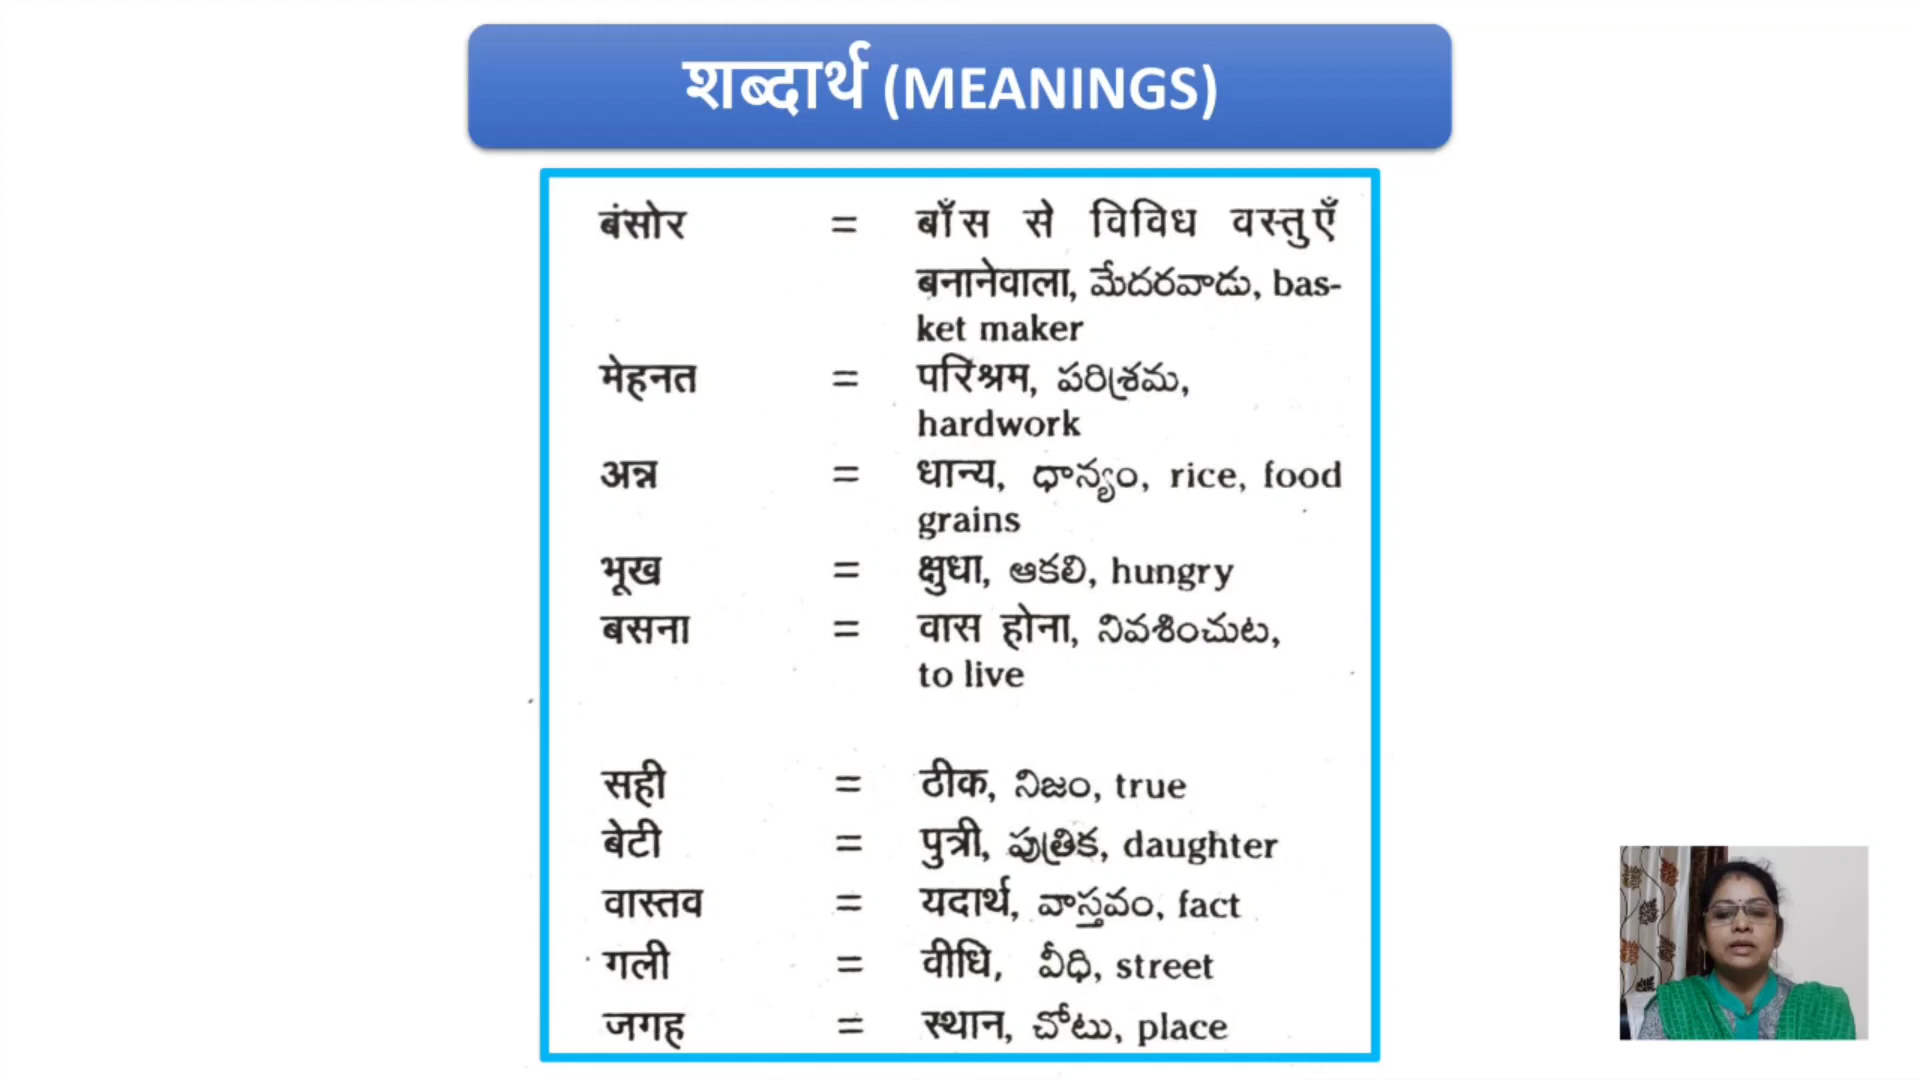 शब्दार्थ (MEANINGS)
बंसोर = बाँस से विविध वस्तुएँ
बनानेवाला, మేదరవాడు, bas-
ket maker
मेहनत = परिश्रम, పరిశ్రమ,
hardwork
अन्न = धान्य, ధాన్యం, rice, food
grains
भूख = क्षुधा, ఆకలి, hungry
बसना = वास होना, నివశించుట,
to live
सही = ठीक, నిజం, true
बेटी = पुत्री, పుత్రిక, daughter
वास्तव = यदार्थ, వాస్తవం, fact
गली = वीधि, వీధి, street
जगह = स्थान, చోటు, place